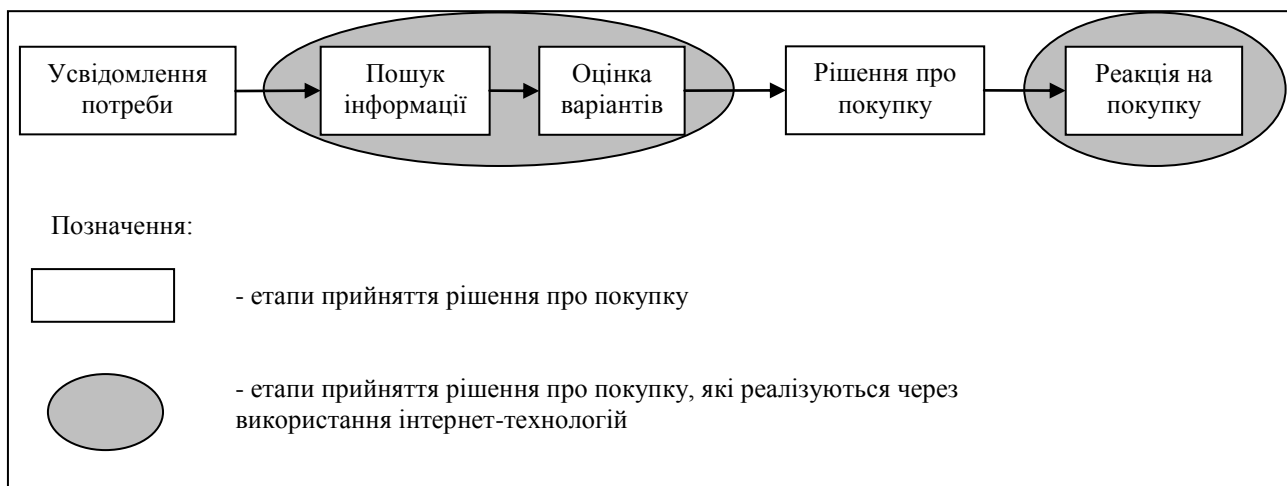 Усвідомлення
потреби
Пошук
інформації
Оцінка
варіантів
Рішення про
покупку
Реакція на
покупку
Позначення:
- етапи прийняття рішення про покупку
- етапи прийняття рішення про покупку, які реалізуються через
використання інтернет-технологій